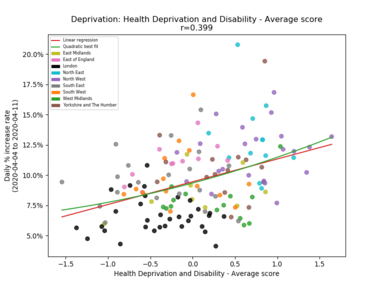 Deprivation: Health Deprivation and Disability - Average score
r=0.399
Linear regression
Quadratic best fit
East Midlands
East of England
London
North East
North West
North East
South West
West Midlands
Yorkshire and The Humber
Daily % increase rate
(2020-04-04 to 2020-04-11)
20.0%
17.5%
15.0%
12.5%
10.0%
7.5%
5.0%
-1.5
-1.0
-0.5
0.0
0.5
1.0
1.5
Health Deprivation and Disability - Average score